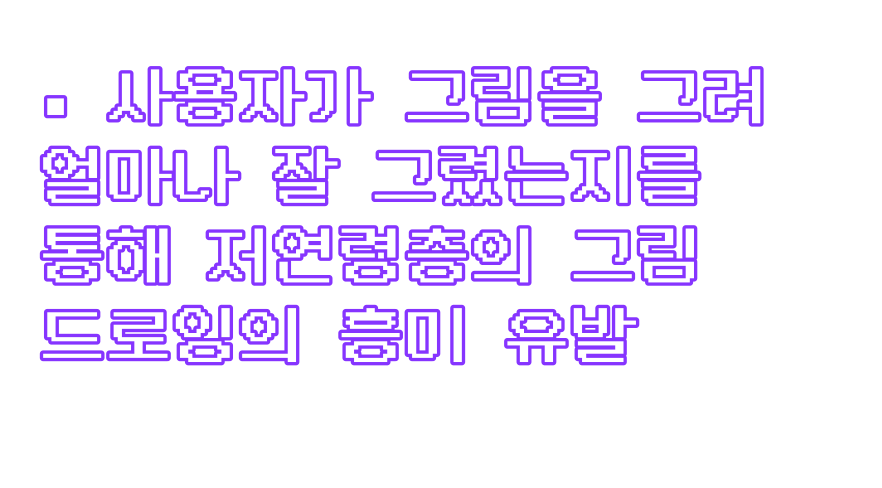 ▪ 사용자가 그림을 그려
얼마나 잘 그렸는지를
통해 저연령층의 그림
드로잉의 흥미 유발